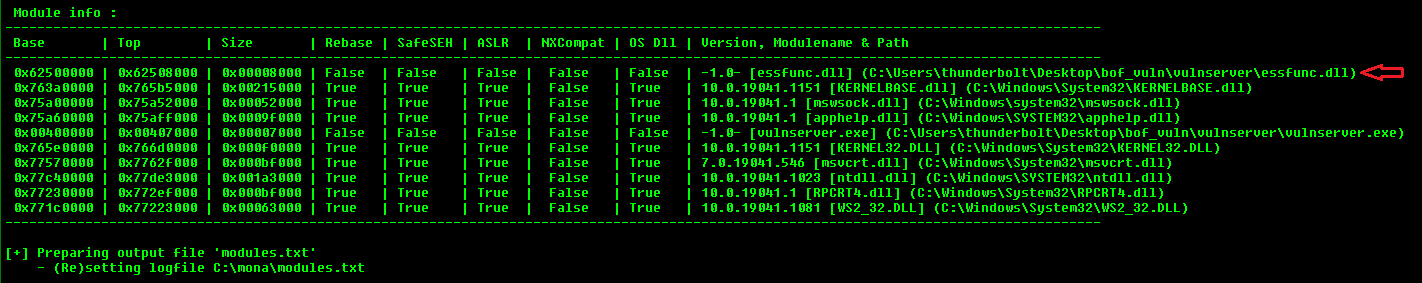 Module info :
-----------------------------------------------------------------------------------------------------------------------------------------
Base | Top | Size | Rebase | SafeSEH | ASLR | NXCompat | OS Dll | Version, Modulename & Path
-----------------------------------------------------------------------------------------------------------------------------------------
0x62500000 | 0x62508000 | 0x00008000 | False | False | False | False | False | -1.0- [essfunc.dll] (C:\Users\thunderbolt\Desktop\bof_vuln\vulnserver\essfunc.dll)
0x763a0000 | 0x765b5000 | 0x00215000 | True | True | True | False | True | 10.0.19041.1151 [KERNELBASE.dll] (C:\Windows\System32\KERNELBASE.dll)
0x75a00000 | 0x75a52000 | 0x00052000 | True | True | True | False | True | 10.0.19041.1 [mswsock.dll] (C:\Windows\system32\mswsock.dll)
0x75a60000 | 0x75aff000 | 0x0009f000 | True | True | True | False | True | 10.0.19041.1 [apphelp.dll] (C:\Windows\SYSTEM32\apphelp.dll)
0x00400000 | 0x00407000 | 0x00007000 | False | False | False | False | False | -1.0- [vulnserver.exe] (C:\Users\thunderbolt\Desktop\bof_vuln\vulnserver\vulnserver.exe)
0x765e0000 | 0x766d0000 | 0x000f0000 | True | True | True | False | True | 10.0.19041.1151 [KERNEL32.DLL] (C:\Windows\System32\KERNEL32.DLL)
0x77570000 | 0x7762f000 | 0x000bf000 | True | True | True | False | True | 7.0.19041.546 [msvcrt.dll] (C:\Windows\System32\msvcrt.dll)
0x77c40000 | 0x77de3000 | 0x001a3000 | True | True | True | False | True | 10.0.19041.1023 [ntdll.dll] (C:\Windows\SYSTEM32\ntdll.dll)
0x77230000 | 0x772ef000 | 0x000bf000 | True | True | True | False | True | 10.0.19041.1 [RPCRT4.dll] (C:\Windows\System32\RPCRT4.dll)
0x771c0000 | 0x77223000 | 0x00063000 | True | True | True | False | True | 10.0.19041.1081 [WS2_32.DLL] (C:\Windows\System32\WS2_32.DLL)
-----------------------------------------------------------------------------------------------------------------------------------------
[+] Preparing output file 'modules.txt'
- (Re)setting logfile C:\mona\modules.txt